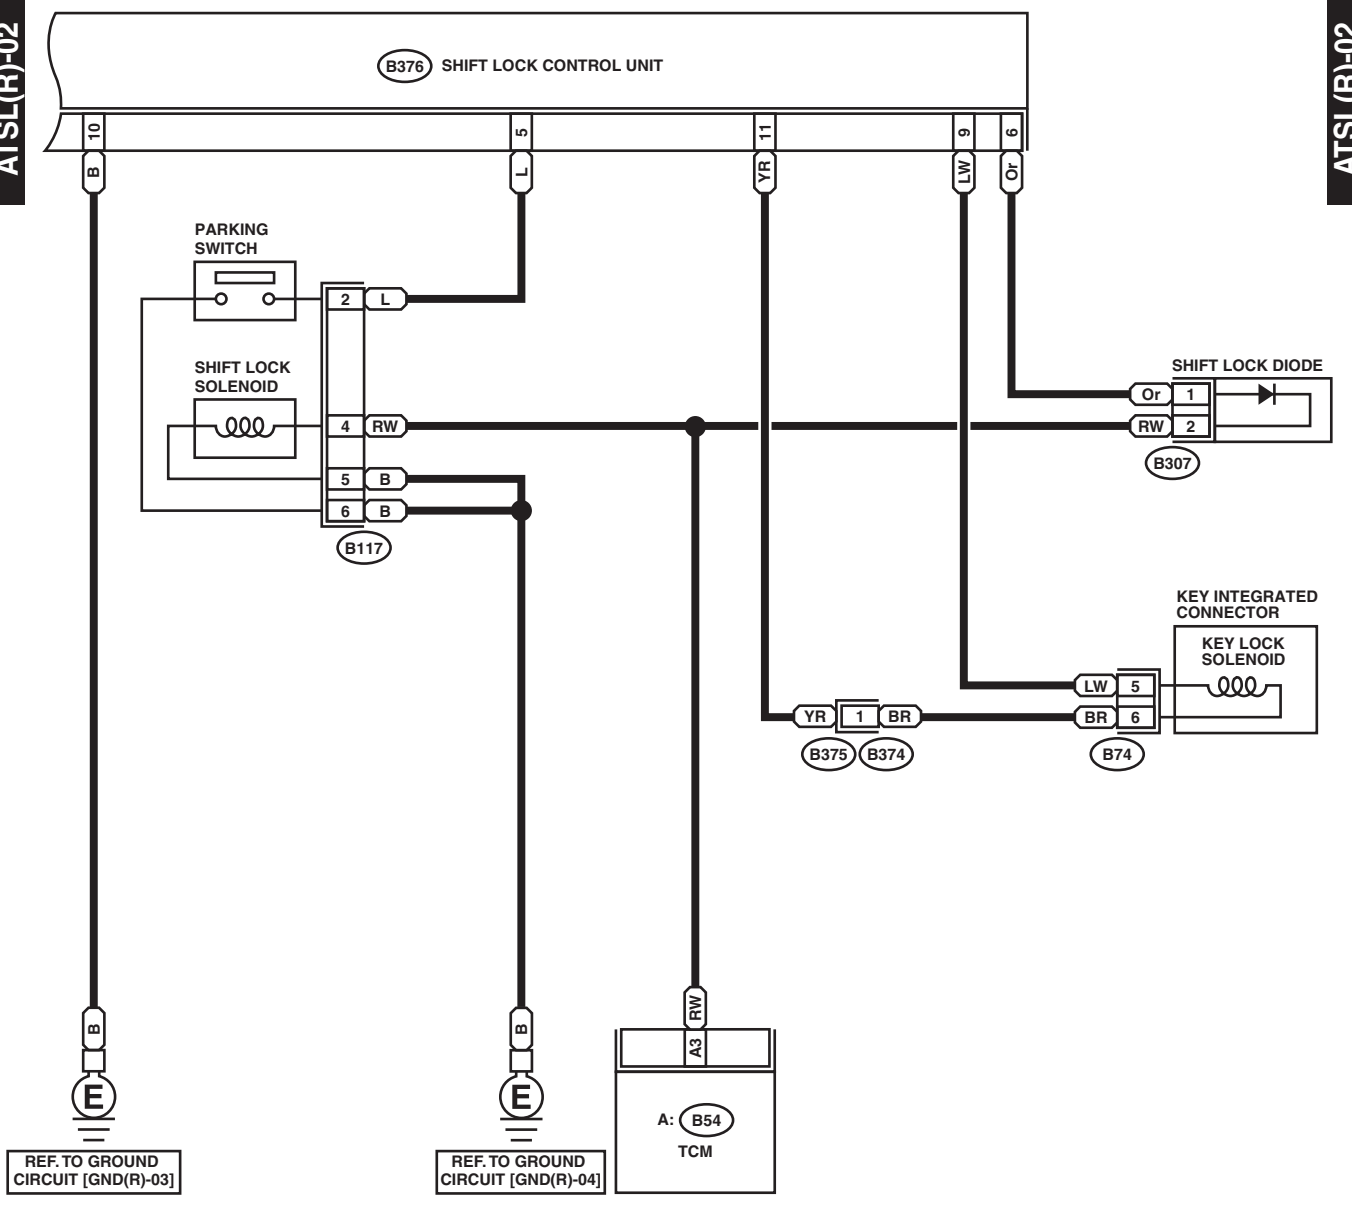 ATSL(R)-02
ATSL(R)-02
B376 SHIFT LOCK CONTROL UNIT
10 5 11 9 6
B L YR LW Or
PARKING
SWITCH
2 L
SHIFT LOCK
SOLENOID
4 RW
5 B
6 B
B117
SHIFT LOCK DIODE
Or 1
RW 2
B307
KEY INTEGRATED
CONNECTOR
KEY LOCK
SOLENOID
LW 5
YR 1 BR
BR 6
B375 B374
B74
RW
B
B
A3
E
E
A: B54
TCM
REF. TO GROUND
CIRCUIT [GND(R)-03]
REF. TO GROUND
CIRCUIT [GND(R)-04]